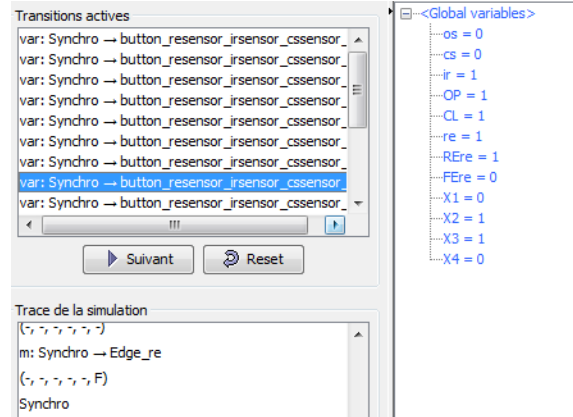 Transitions actives
var: Synchro → button_resensor_irsensor_cssensor_
var: Synchro → button_resensor_irsensor_cssensor_
var: Synchro → button_resensor_irsensor_cssensor_
var: Synchro → button_resensor_irsensor_cssensor_
var: Synchro → button_resensor_irsensor_cssensor_
var: Synchro → button_resensor_irsensor_cssensor_
var: Synchro → button_resensor_irsensor_cssensor_
var: Synchro → button_resensor_irsensor_cssensor_
var: Synchro → button_resensor_irsensor_cssensor_
Suivant
Reset
Trace de la simulation
(-, -, -, -, -, -)
m: Synchro → Edge_re
(-, -, -, -, -, F)
Synchro
<Global variables>
os = 0
cs = 0
ir = 1
OP = 1
CL = 1
re = 1
REre = 1
FEre = 0
X1 = 0
X2 = 1
X3 = 1
X4 = 0